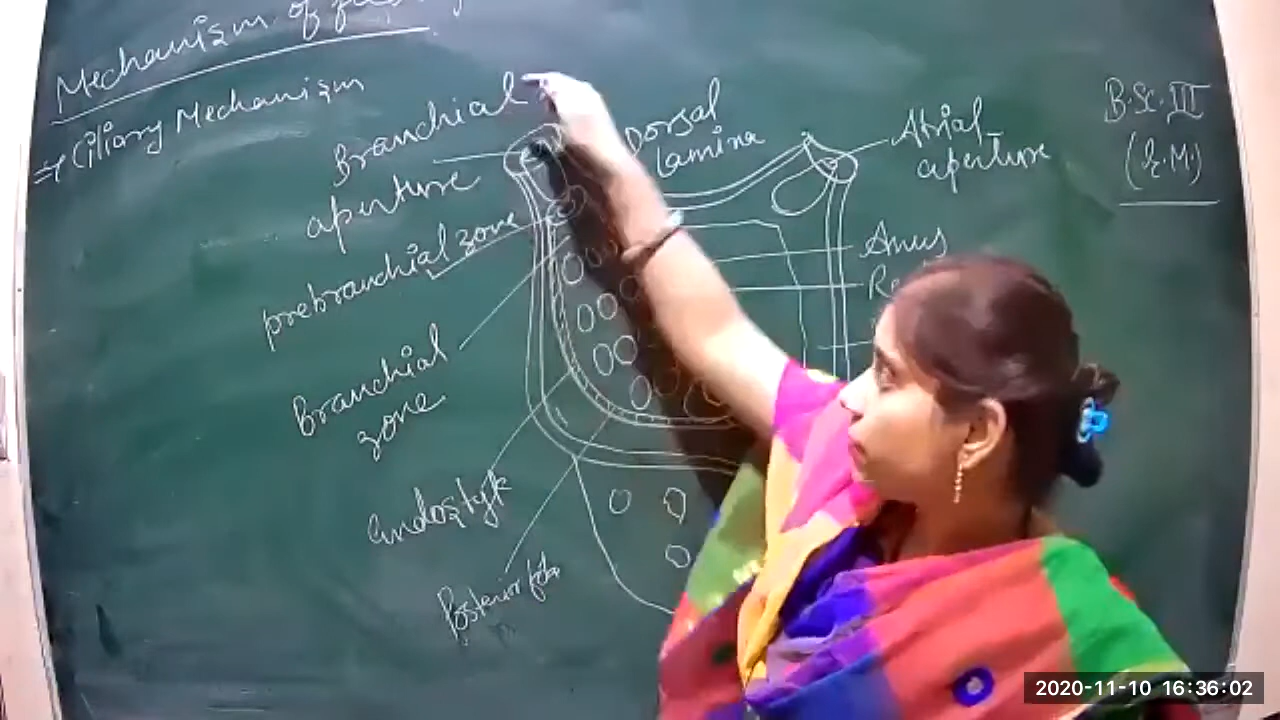 Mechanism of
⇒ Ciliary Mechanism
Branchial
aperture
prebranchial zone
Branchial
zone
endostyle
Posterior
Dorsal
Lamina
Atrial
aperture
Anus
B.Sc. III
2020-11-10 16:36:02